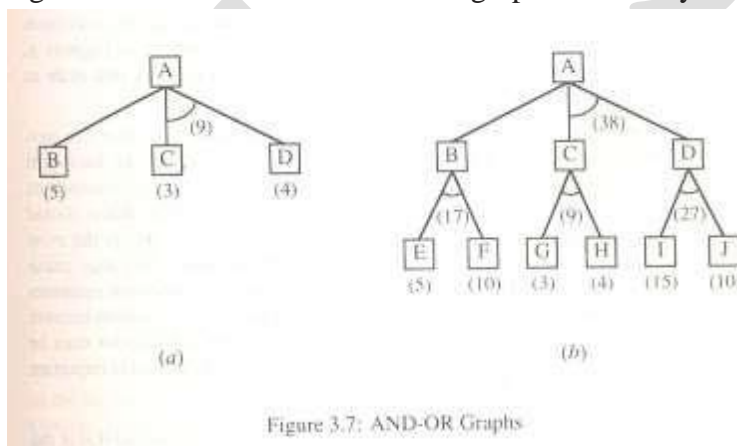 A
(9)
B C D
(5) (3) (4)
A
(38)
B C D
(17) (9) (27)
E F G H I J
(5) (10) (3) (4) (15) (10)
(a)
(b)
Figure 3.7: AND-OR Graphs